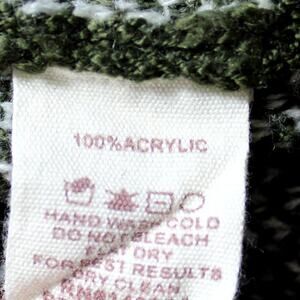 100% ACRYLIC
HAND WASH COLD
DO NOT BLEACH
FLAT DRY
FOR BEST RESULTS
DRY CLEAN